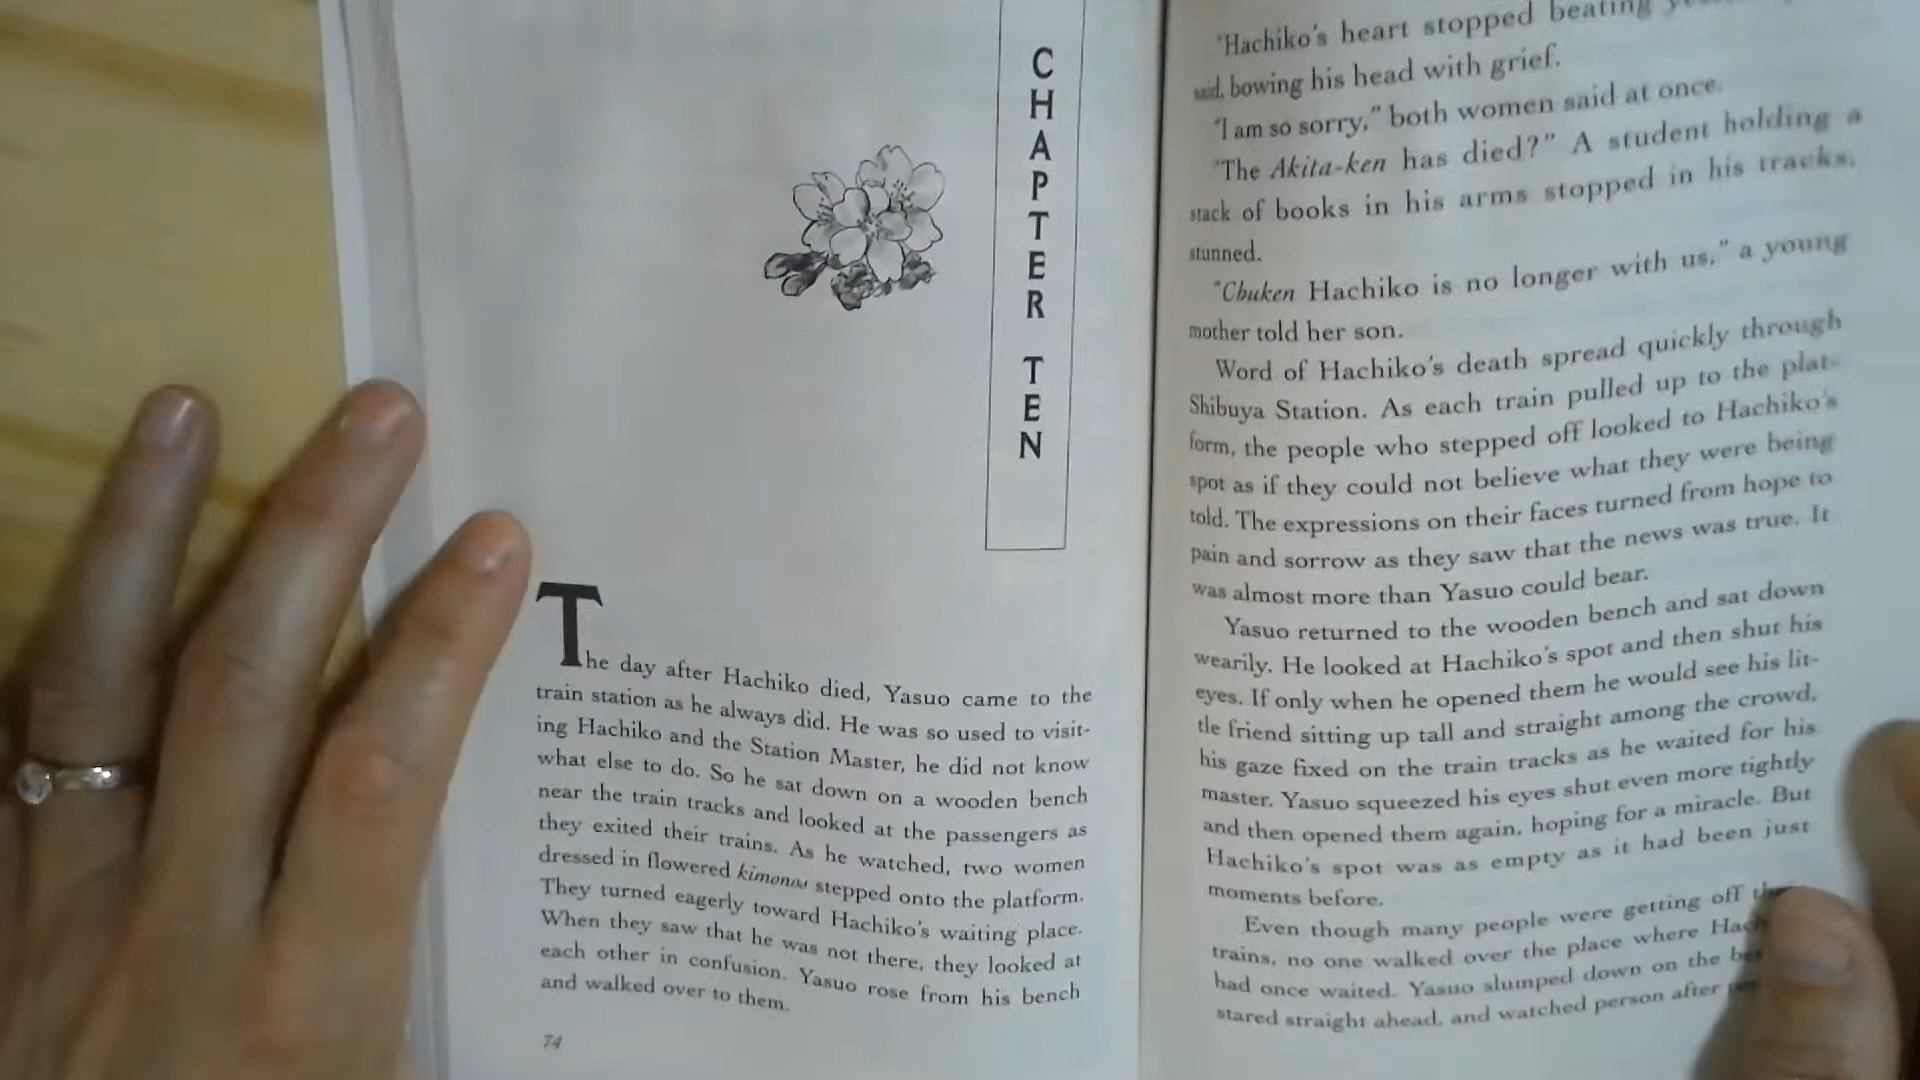 CHAPTER TEN
The day after Hachiko died, Yasuo came to the
train station as he always did. He was so used to visit-
ing Hachiko and the Station Master, he did not know
what else to do. So he sat down on a wooden bench
near the train tracks and looked at the passengers as
they exited their trains. As he watched, two women
dressed in flowered kimonos stepped onto the platform.
They turned eagerly toward Hachiko's waiting place.
When they saw that he was not there, they looked at
each other in confusion. Yasuo rose from his bench
and walked over to them.
74
"Hachiko's heart stopped beating
said, bowing his head with grief.
"I am so sorry," both women said at once.
"The Akita-ken has died?" A student holding a
stack of books in his arms stopped in his tracks,
stunned.
"Chuken Hachiko is no longer with us," a young
mother told her son.
Word of Hachiko's death spread quickly through
Shibuya Station. As each train pulled up to the plat-
form, the people who stepped off looked to Hachiko's
spot as if they could not believe what they were being
told. The expressions on their faces turned from hope to
pain and sorrow as they saw that the news was true. It
was almost more than Yasuo could bear.
Yasuo returned to the wooden bench and sat down
wearily. He looked at Hachiko's spot and then shut his
eyes. If only when he opened them he would see his lit-
tle friend sitting up tall and straight among the crowd,
his gaze fixed on the train tracks as he waited for his
master. Yasuo squeezed his eyes shut even more tightly
and then opened them again, hoping for a miracle. But
Hachiko's spot was as empty as it had been just
moments before.
Even though many people were getting off
trains, no one walked over the place where
had once waited. Yasuo slumped down on the
stared straight ahead, and watched person after